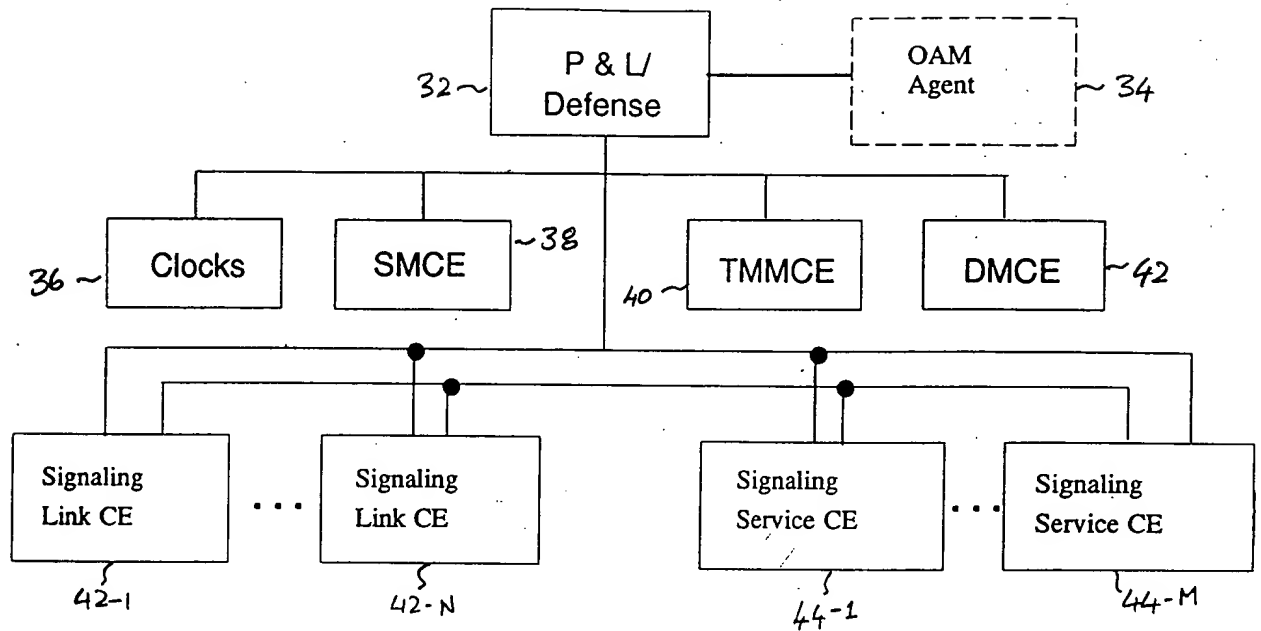 P & L/
Defense
32
OAM
Agent
34
Clocks
36
SMCE
38
TMMCE
40
DMCE
42
Signaling
Link CE
42-1
. . .
Signaling
Link CE
42-N
Signaling
Service CE
44-1
. . .
Signaling
Service CE
44-M